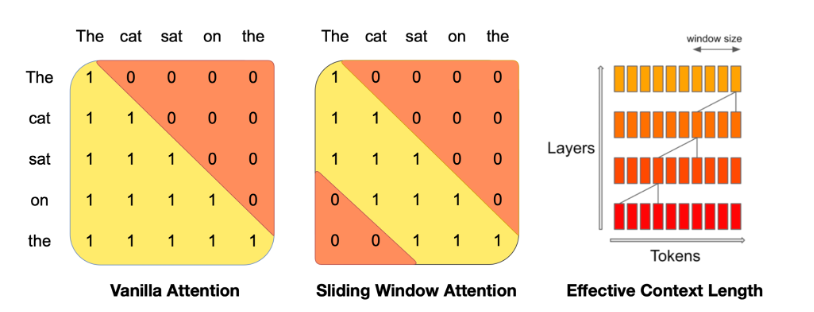 The cat sat on the
The 1 0 0 0 0
cat 1 1 0 0 0
sat 1 1 1 0 0
on 1 1 1 1 0
the 1 1 1 1 1
Vanilla Attention
The cat sat on the
1 0 0 0 0
1 1 0 0 0
1 1 1 0 0
0 1 1 1 0
0 0 1 1 1
Sliding Window Attention
window size
Layers
Tokens
Effective Context Length